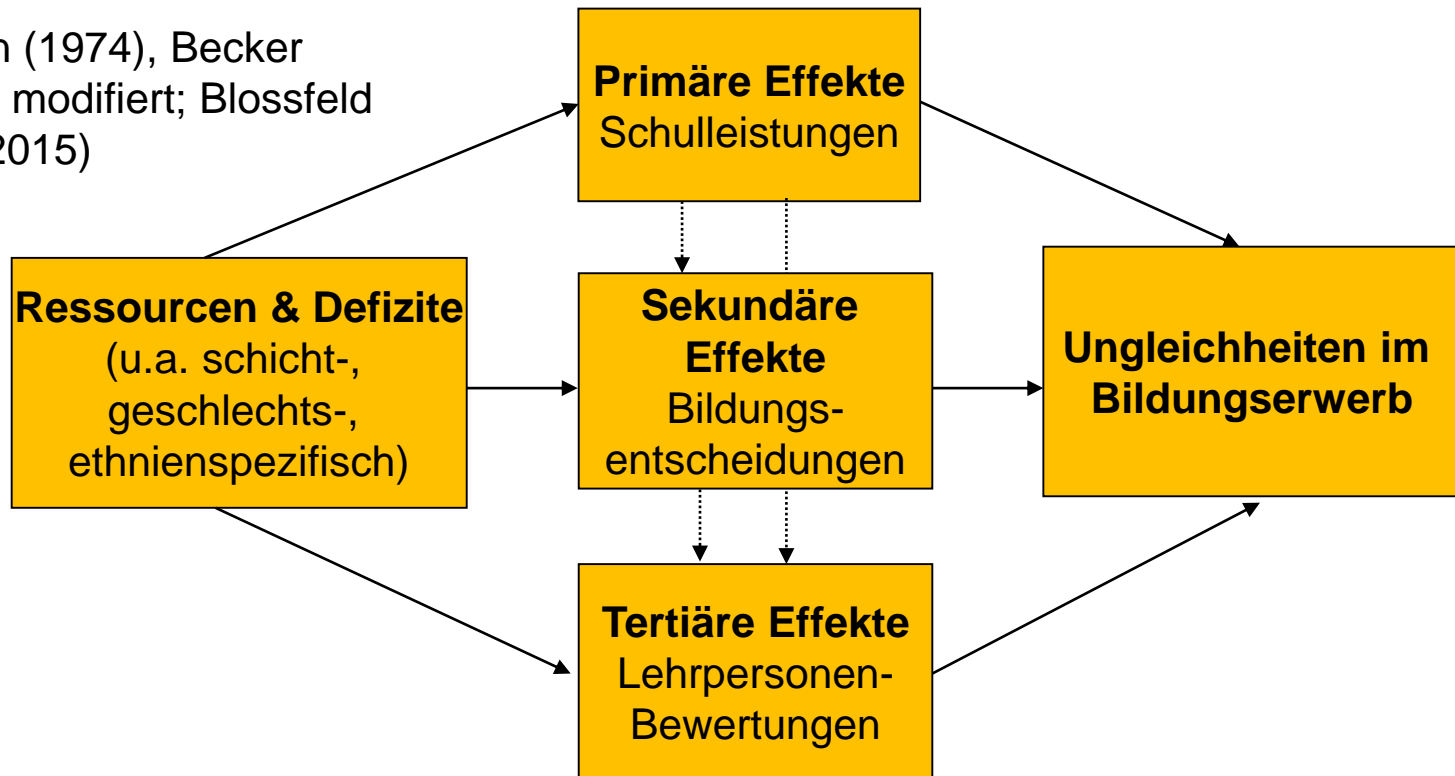 (1974), Becker
modifiert; Blossfeld
2015)
Primäre Effekte
Schulleistungen
Ressourcen & Defizite
(u.a. schicht-,
geschlechts-,
ethnienspezifisch)
Sekundäre
Effekte
Bildungs-
entscheidungen
Ungleichheiten im
Bildungserwerb
Tertiäre Effekte
Lehrpersonen-
Bewertungen